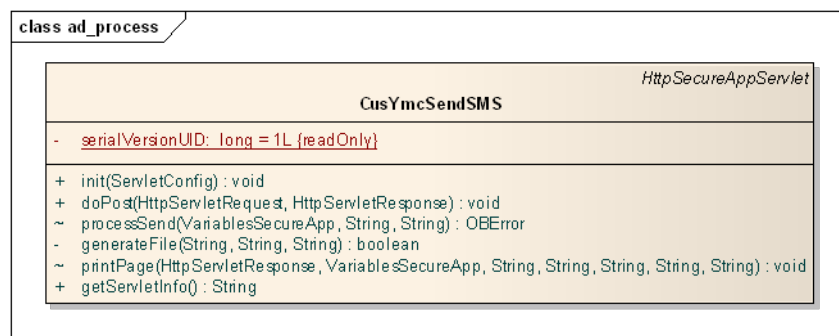 class ad_process
HttpSecureAppServlet
CusYmcSendSMS
- serialVersionUID: long = 1L {readOnly}
+ init(ServletConfig) : void
+ doPost(HttpServletRequest, HttpServletResponse) : void
~ processSend(VariablesSecureApp, String, String) : OBError
- generateFile(String, String, String) : boolean
~ printPage(HttpServletResponse, VariablesSecureApp, String, String, String, String, String) : void
+ getServletInfo() : String